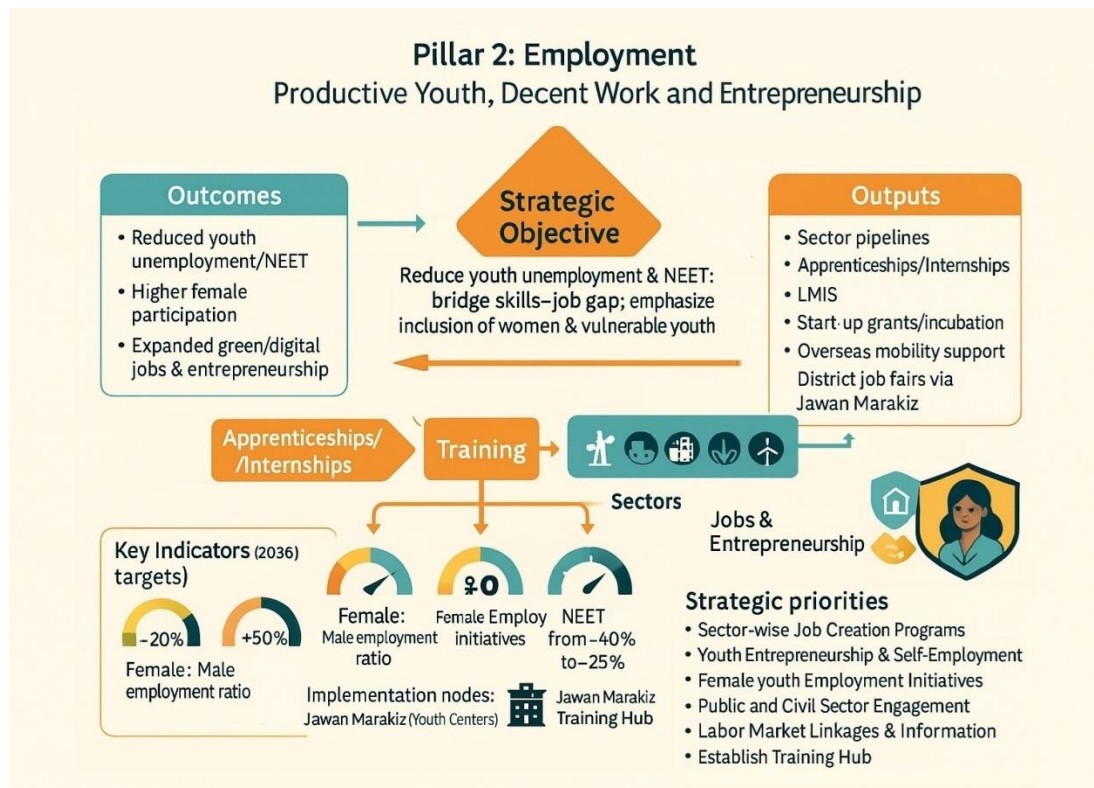 Pillar 2: Employment
Productive Youth, Decent Work and Entrepreneurship
Outcomes
• Reduced youth
unemployment/NEET
• Higher female
participation
• Expanded green/digital
jobs & entrepreneurship
Strategic
Objective
Reduce youth unemployment & NEET:
bridge skills–job gap; emphasize
inclusion of women & vulnerable youth
Outputs
• Sector pipelines
• Apprenticeships/Internships
• LMIS
• Start-up grants/incubation
• Overseas mobility support
District job fairs via
Jawan Marakiz
Apprenticeships/
/Internships
Training
Sectors
Jobs &
Entrepreneurship
Key Indicators (2036)
targets)
–20%
+50%
Female: Male
employment ratio
Female:
Male employment
ratio
Female Employ
initiatives
NEET
from –40%
to–25%
Implementation nodes:
Jawan Marakiz (Youth Centers)
Jawan Marakiz
Training Hub
Strategic priorities
• Sector-wise Job Creation Programs
• Youth Entrepreneurship & Self-Employment
• Female youth Employment Initiatives
• Public and Civil Sector Engagement
• Labor Market Linkages & Information
• Establish Training Hub